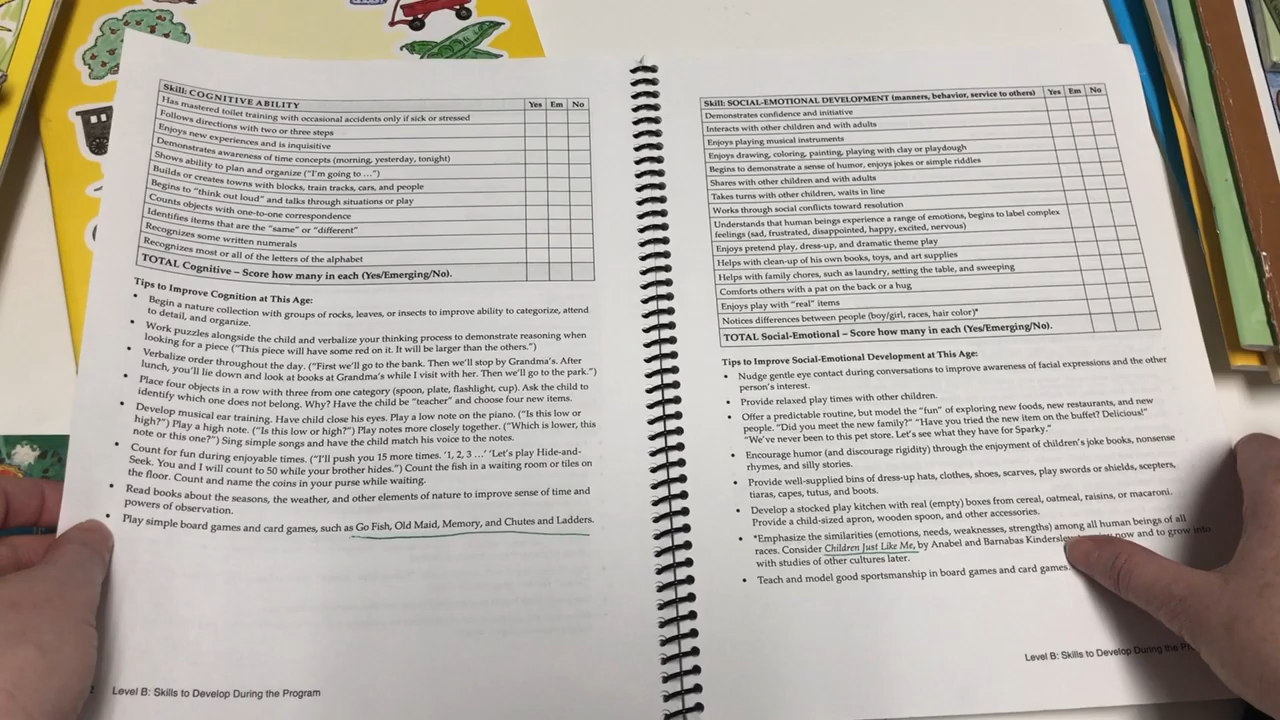 Skill: COGNITIVE ABILITY Yes Em No
Has mastered toilet training with occasional accidents only if sick or stressed
Follows directions with two or three steps
Enjoys new experiences and is inquisitive
Demonstrates awareness of time concepts (morning, yesterday, tonight)
Shows ability to plan and organize ("I'm going to ...")
Builds or creates towns with blocks, train tracks, cars, and people
Begins to "think out loud" and talks through situations or play
Counts objects with one-to-one correspondence
Identifies items that are the "same" or "different"
Recognizes some written numerals
Recognizes most or all of the letters of the alphabet
TOTAL Cognitive – Score how many in each (Yes/Emerging/No).
Tips to Improve Cognition at This Age:
• Begin a nature collection with groups of rocks, leaves, or insects to improve ability to categorize, attend
to detail, and organize.
• Work puzzles alongside the child and verbalize your thinking process to demonstrate reasoning when
looking for a piece ("This piece will have some red on it. It will be larger than the others.")
• Verbalize order throughout the day. ("First we'll go to the bank. Then we'll stop by Grandma's. After
lunch, you'll lie down and look at books at Grandma's while I visit with her. Then we'll go to the park.")
• Place four objects in a row with three from one category (spoon, plate, flashlight, cup). Ask the child to
identify which one does not belong. Why? Have the child be "teacher" and choose four new items.
• Develop musical ear training. Have child close his eyes. Play a low note on the piano. ("Is this low or
high?") Play a high note. ("Is this low or high?") Play notes more closely together. ("Which is lower, this
note or this one?") Sing simple songs and have the child match his voice to the notes.
• Count for fun during enjoyable times. ("I'll push you 15 more times. '1, 2, 3 ...' 'Let's play Hide-and-
Seek. You and I will count to 50 while your brother hides.") Count the fish in a waiting room or tiles on
the floor. Count and name the coins in your purse while waiting.
• Read books about the seasons, the weather, and other elements of nature to improve sense of time and
powers of observation.
• Play simple board games and card games, such as Go Fish, Old Maid, Memory, and Chutes and Ladders.
2 Level B: Skills to Develop During the Program
Skill: SOCIAL-EMOTIONAL DEVELOPMENT (manners, behavior, service to others) Yes Em No
Demonstrates confidence and initiative
Interacts with other children and with adults
Enjoys playing musical instruments
Enjoys drawing, coloring, painting, playing with clay or playdough
Begins to demonstrate a sense of humor, enjoys jokes or simple riddles
Shares with other children and with adults
Takes turns with other children, waits in line
Works through social conflicts toward resolution
Understands that human beings experience a range of emotions, begins to label complex
feelings (sad, frustrated, disappointed, happy, excited, nervous)
Enjoys pretend play, dress-up, and dramatic theme play
Helps with clean-up of his own books, toys, and art supplies
Helps with family chores, such as laundry, setting the table, and sweeping
Comforts others with a pat on the back or a hug
Enjoys play with "real" items
Notices differences between people (boy/girl, races, hair color)*
TOTAL Social-Emotional – Score how many in each (Yes/Emerging/No).
Tips to Improve Social-Emotional Development at This Age:
• Nudge gentle eye contact during conversations to improve awareness of facial expressions and the other
person's interest.
• Provide relaxed play times with other children.
• Offer a predictable routine, but model the "fun" of exploring new foods, new restaurants, and new
people. "Did you meet the new family?" "Have you tried the new item on the buffet? Delicious!"
"We've never been to this pet store. Let's see what they have for Sparky."
• Encourage humor (and discourage rigidity) through the enjoyment of children's joke books, nonsense
rhymes, and silly stories.
• Provide well-supplied bins of dress-up hats, clothes, shoes, scarves, play swords or shields, scepters,
tiaras, capes, tutus, and boots.
• Develop a stocked play kitchen with real (empty) boxes from cereal, oatmeal, raisins, or macaroni.
Provide a child-sized apron, wooden spoon, and other accessories.
• *Emphasize the similarities (emotions, needs, weaknesses, strengths) among all human beings of all
races. Consider Children Just Like Me, by Anabel and Barnabas now and to grow into
with studies of other cultures later.
• Teach and model good sportsmanship in board games and card games.
Level B: Skills to Develop During the